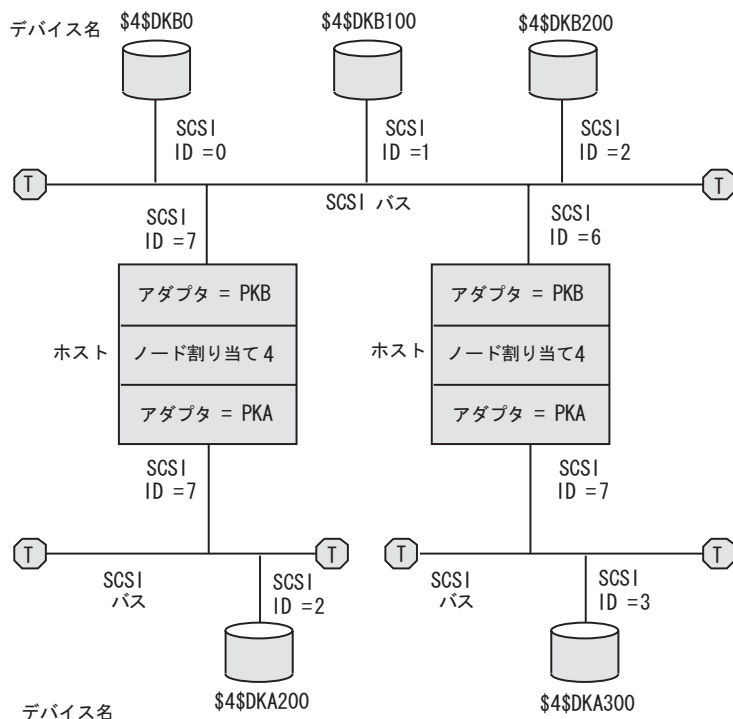 デバイス名
$4$DKB0
$4$DKB100
$4$DKB200
SCSI
ID =0
SCSI
ID =1
SCSI
ID =2
T
T
SCSI バス
SCSI
ID =7
SCSI
ID =6
アダプタ = PKB
アダプタ = PKB
ホスト
ノード割り当て 4
ホスト
ノード割り当て4
アダプタ = PKA
アダプタ = PKA
SCSI
ID =7
SCSI
ID =7
T
T
T
T
SCSI
バス
SCSI
ID =2
SCSI
バス
SCSI
ID =3
$4$DKA200
$4$DKA300
デバイス名